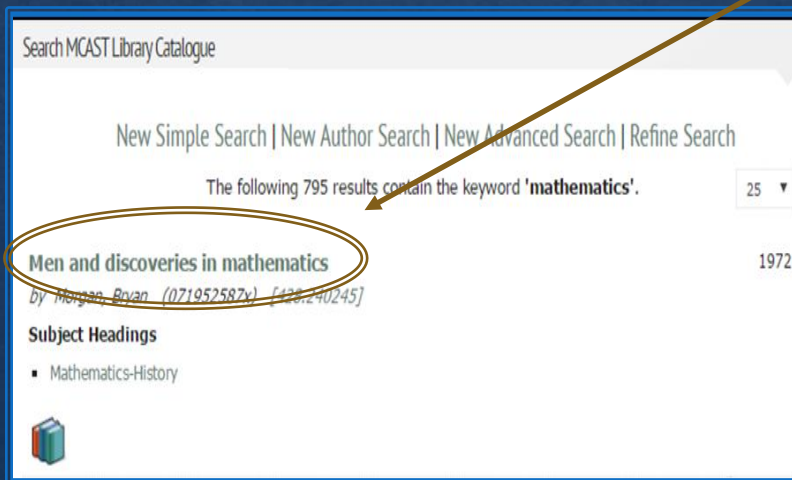 Search MCAST Library Catalogue
New Simple Search | New Author Search | New Advanced Search | Refine Search
The following 795 results contain the keyword 'mathematics'.
25
Men and discoveries in mathematics
1972
by Morgan, Bryan (071952587x) [428.240245]
Subject Headings
▪ Mathematics-History